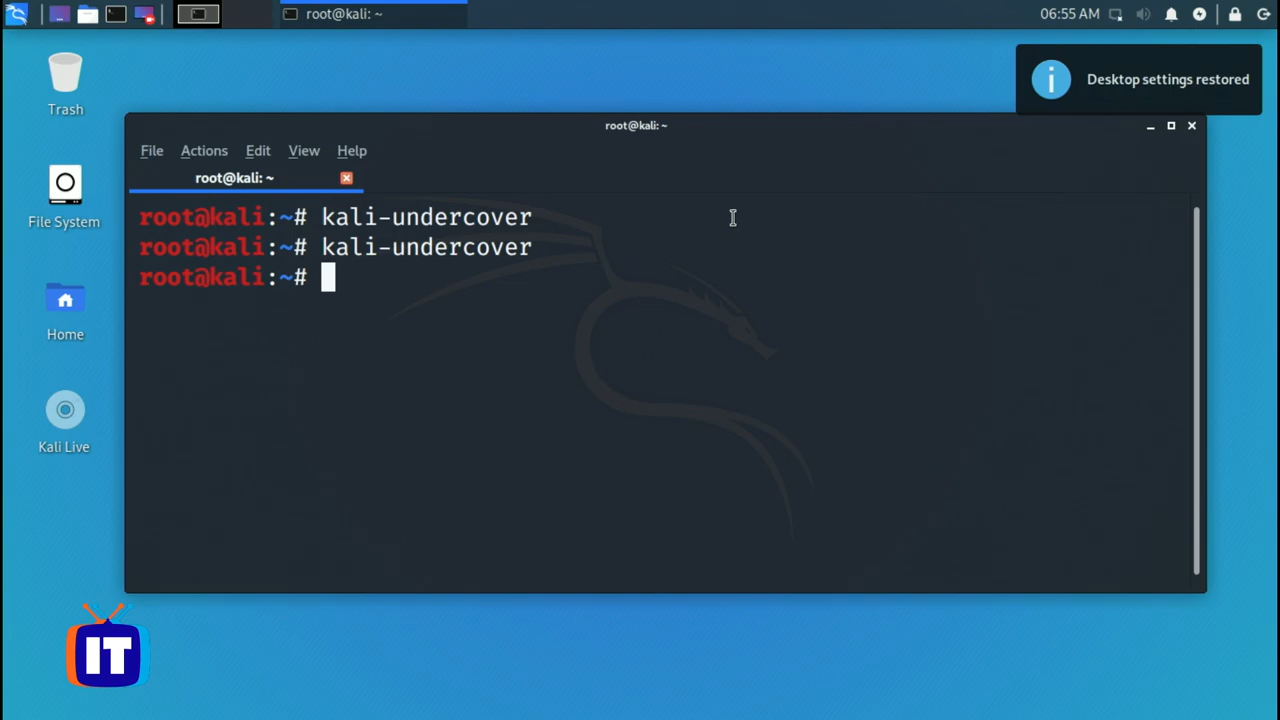 root@kali: ~
06:55 AM
Desktop settings restored
Trash
root@kali: ~
File Actions Edit View Help
root@kali: ~
File System
root@kali:~# kali-undercover
root@kali:~# kali-undercover
root@kali:~#
Home
Kali Live
IT